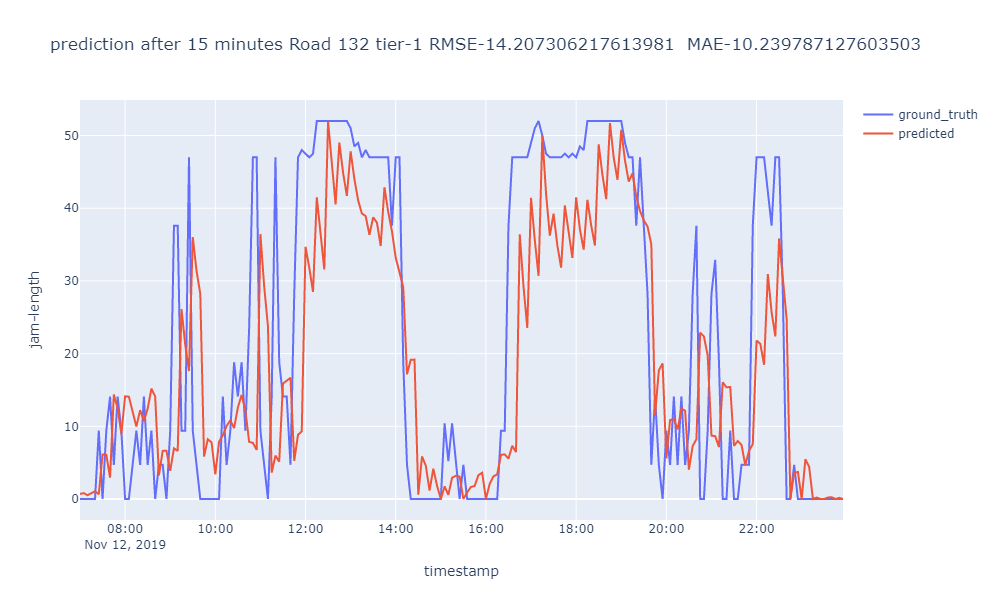 prediction after 15 minutes Road 132 tier-1 RMSE-14.207306217613981  MAE-10.239787127603503
ground_truth
predicted
50
40
30
20
10
0
jam-length
08:00 10:00 12:00 14:00 16:00 18:00 20:00 22:00
Nov 12, 2019
timestamp